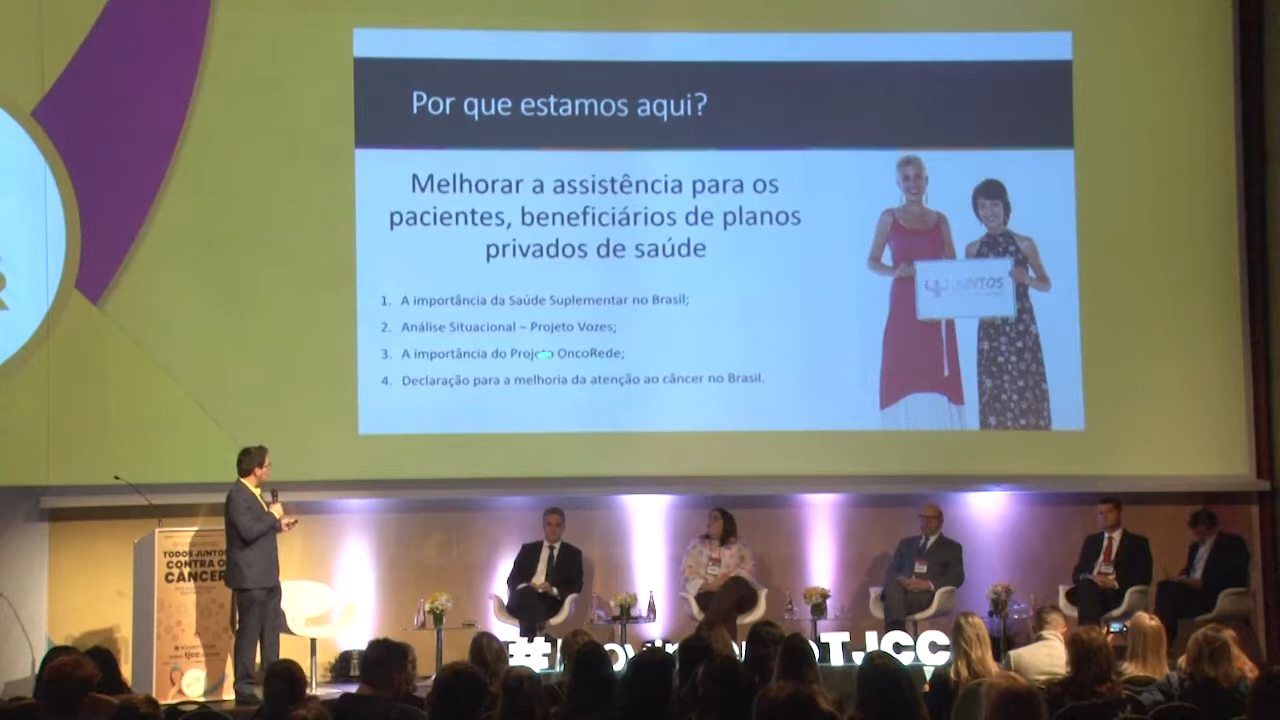 Por que estamos aqui?
Melhorar a assistência para os
pacientes, beneficiários de planos
privados de saúde
1. A importância da Saúde Suplementar no Brasil;
2. Análise Situacional – Projeto Vozes;
3. A importância do Projeto OncoRede;
4. Declaração para a melhoria da atenção ao câncer no Brasil.
JUNTOS
TODOS JUNTOS
CONTRA O
CÂNCER
#MovimentoTJCC